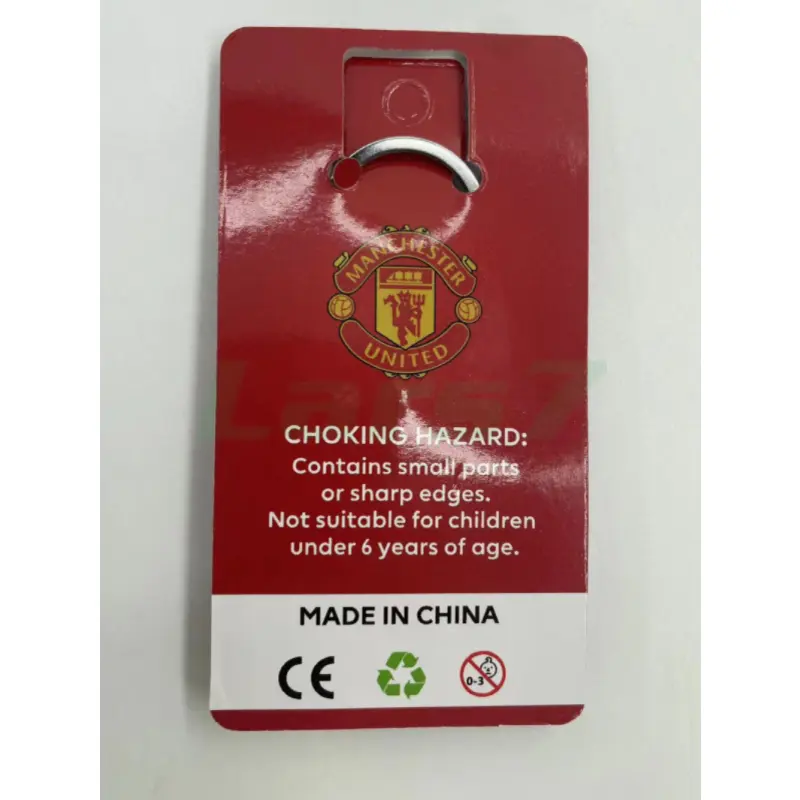 MANCHESTER
UNITED
Lars7
CHOKING HAZARD:
Contains small parts
or sharp edges.
Not suitable for children
under 6 years of age.
MADE IN CHINA
CE
0-3